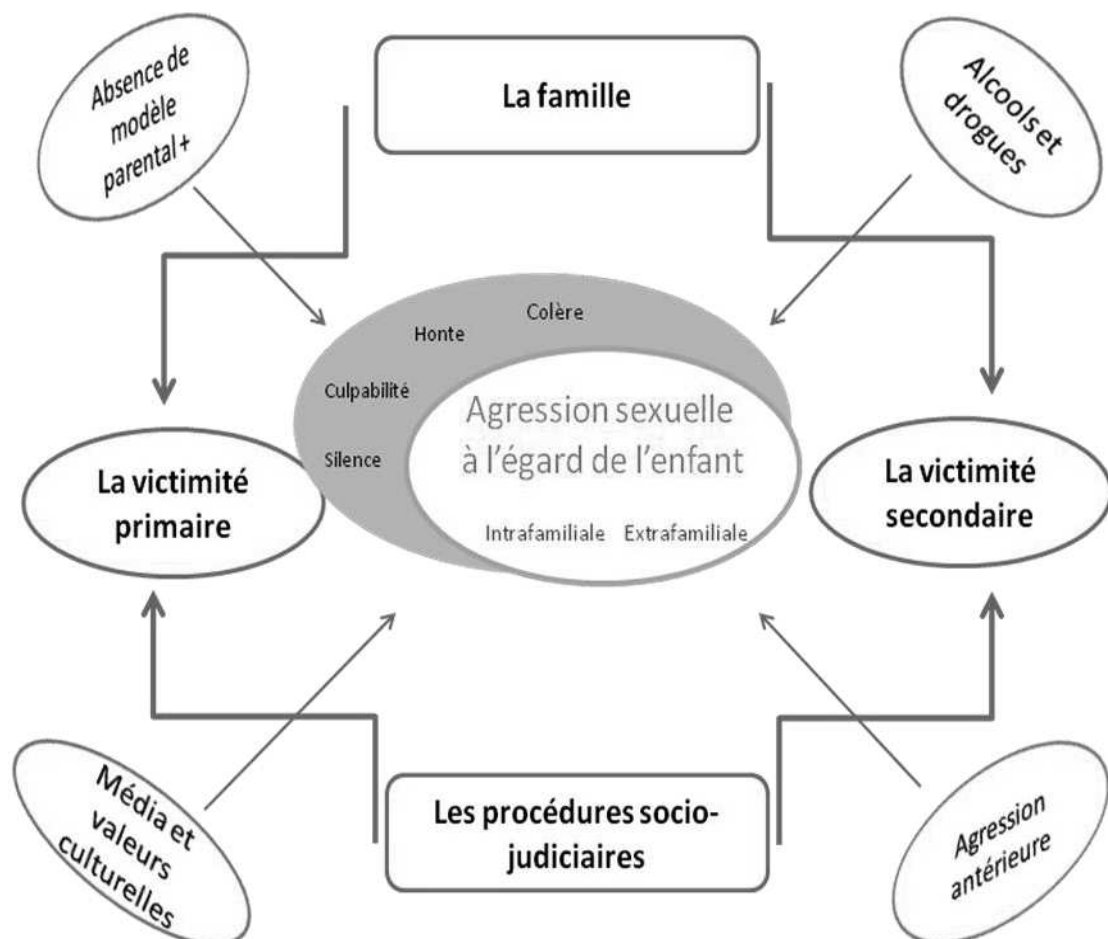 Absence de
modèle
parental +
La famille
Alcools et
drogues
Colère
Honte
Culpabilité
Silence
Agression sexuelle
à l'égard de l'enfant
Intrafamiliale Extrafamiliale
La victimité
primaire
La victimité
secondaire
Média et
valeurs
culturelles
Les procédures socio-
judiciaires
Agression
antérieure